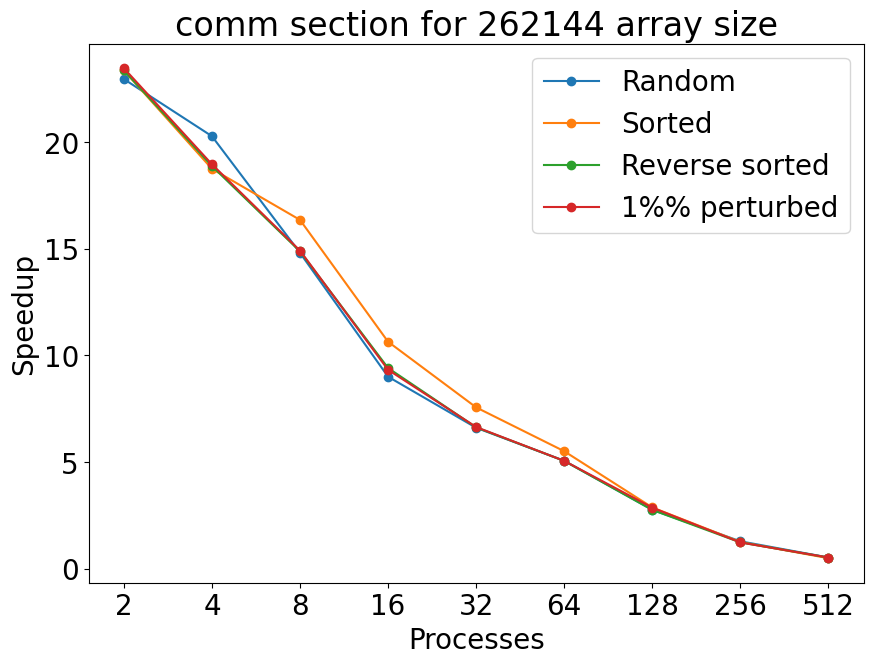 comm section for 262144 array size
Random
Sorted
Reverse sorted
1%% perturbed
Speedup
20
15
10
5
0
2 4 8 16 32 64 128 256 512
Processes